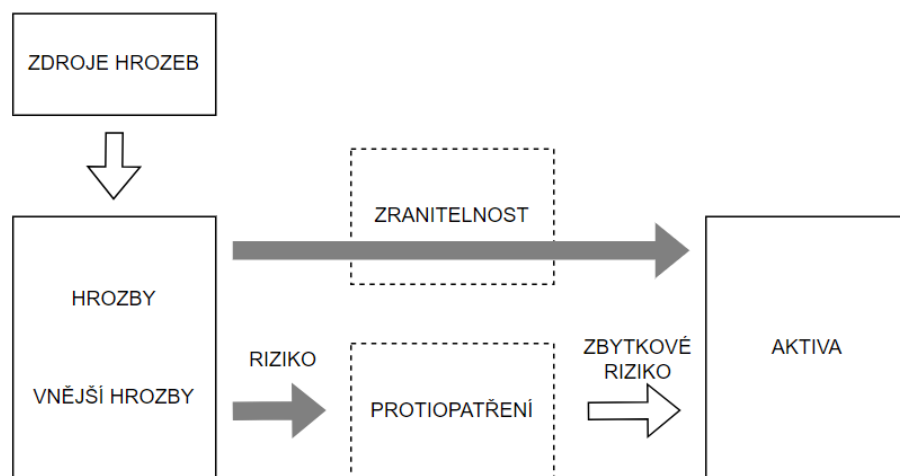 ZDROJE HROZEB
ZRANITELNOST
HROZBY
VNĚJŠÍ HROZBY
RIZIKO
PROTIOPATŘENÍ
ZBYTKOVÉ
RIZIKO
AKTIVA